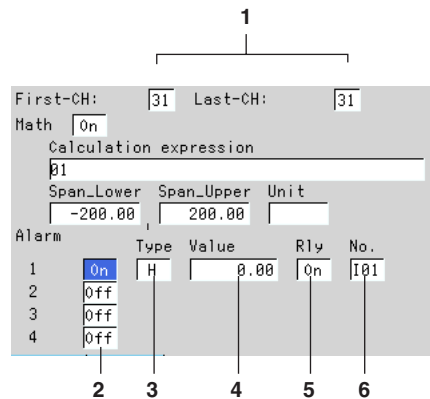 1
First-CH: 31 Last-CH: 31
Math On
Calculation expression
01
Span_Lower Span_Upper Unit
-200.00 200.00
Alarm
Type Value Rly No.
1 On H 0.00 On I01
2 Off
3 Off
4 Off
2 3 4 5 6